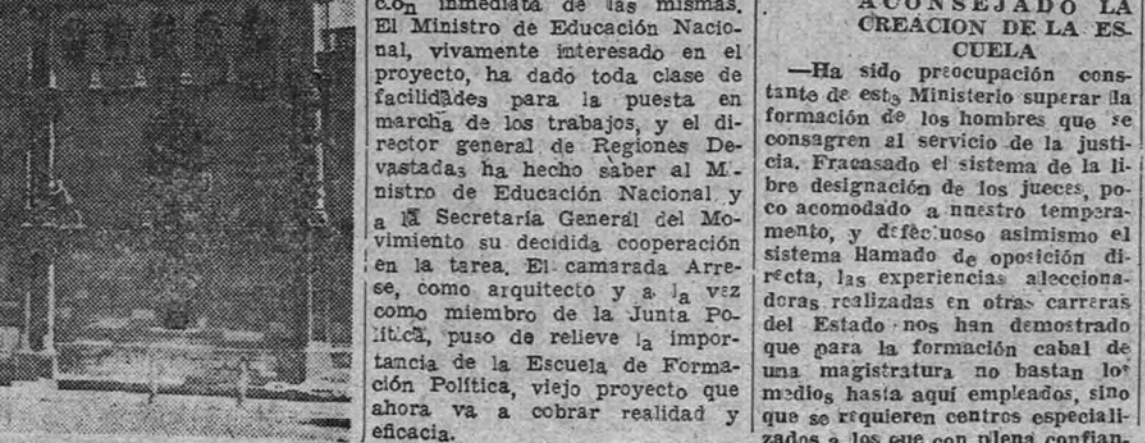 ción inmediata de las mismas.
El Ministro de Educación Nacio-
nal, vivamente interesado en el
proyecto, ha dado toda clase de
facilidades para la puesta en
marcha de los trabajos, y el di-
rector general de Regiones De-
vastadas ha hecho saber al Mi-
nistro de Educación Nacional y
a la Secretaría General del Mo-
vimiento su decidida cooperación
en la tarea. El camarada Arre-
se, como arquitecto y a la vez
como miembro de la Junta Po-
lítica, puso de relieve la impor-
tancia de la Escuela de Forma-
ción Política, viejo proyecto que
ahora va a cobrar realidad y
eficacia.
ACONSEJADO LA
CREACION DE LA ES-
CUELA
—Ha sido preocupación cons-
tante de este Ministerio superar la
formación de los hombres que se
consagren al servicio de la justi-
cia. Fracasado el sistema de la li-
bre designación de los jueces, po-
co acomodado a nuestro tempera-
mento, y defectuoso asimismo el
sistema llamado de oposición di-
recta, las experiencias alecciona-
doras realizadas en otras carreras
del Estado nos han demostrado
que para la formación cabal de
una magistratura no bastan los
medios hasta aquí empleados, sino
que se requieren centros especiali-
zados a los que con plena confian-